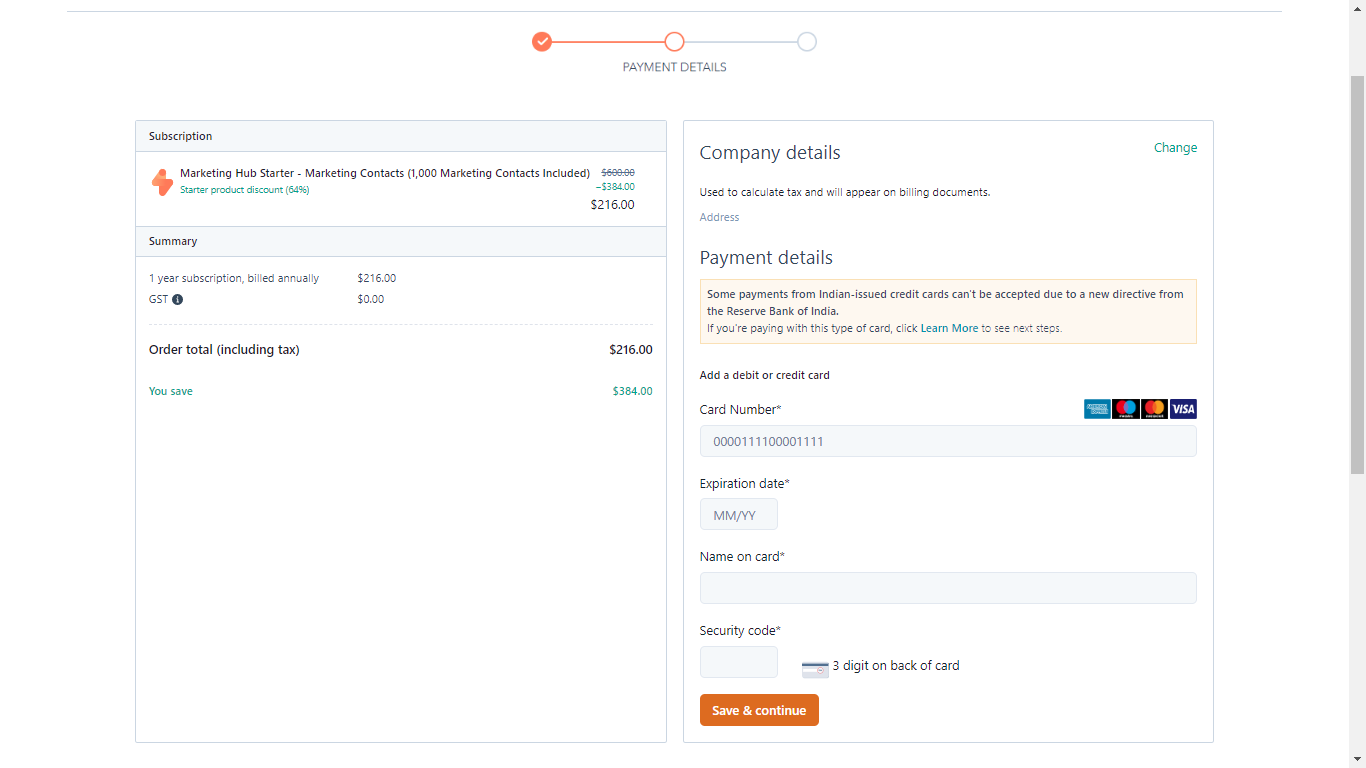 PAYMENT DETAILS
Subscription
Marketing Hub Starter - Marketing Contacts (1,000 Marketing Contacts Included) $600.00
Starter product discount (64%) –$384.00
$216.00
Summary
1 year subscription, billed annually $216.00
GST $0.00
Order total (including tax) $216.00
You save $384.00
Company details Change
Used to calculate tax and will appear on billing documents.
Address
Payment details
Some payments from Indian-issued credit cards can't be accepted due to a new directive from
the Reserve Bank of India.
If you're paying with this type of card, click Learn More to see next steps.
Add a debit or credit card
Card Number*
VISA
0000111100001111
Expiration date*
MM/YY
Name on card*
Security code*
3 digit on back of card
Save & continue